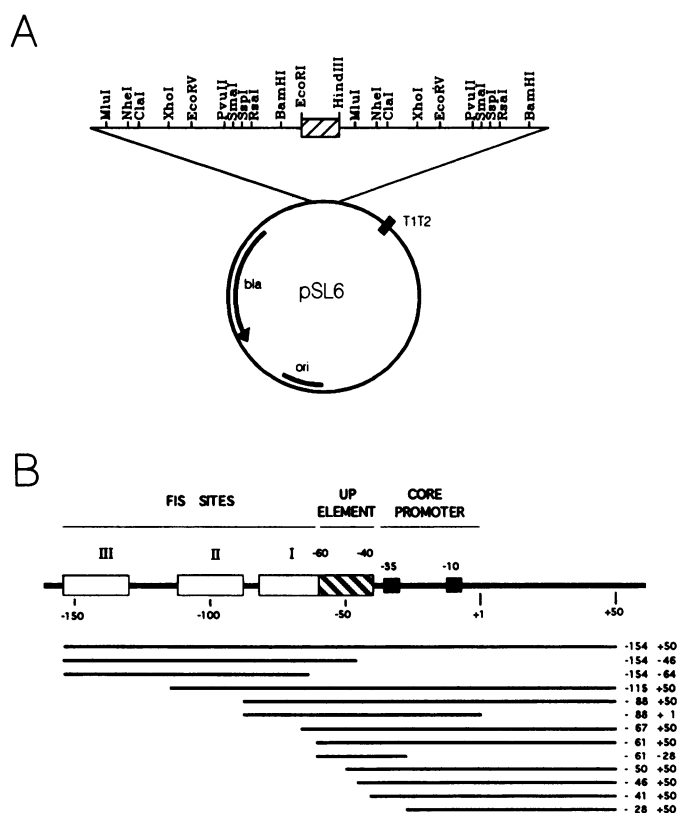 A
MluI NheI ClaI XhoI EcoRV PvuII SmaI SspI RsaI BamHI EcoRI HindIII MluI NheI ClaI XhoI EcoRV PvuII SmaI SspI RsaI BamHI
T1T2
bla
pSL6
ori
B
FIS SITES
UP ELEMENT
CORE PROMOTER
III II I -60 -40
-35 -10
-150 -100 -50 +1 +50
-154 +50
-154 -46
-154 -64
-115 +50
- 88 +50
- 88 + 1
- 67 +50
- 61 +50
- 61 -28
- 50 +50
- 46 +50
- 41 +50
- 28 +50